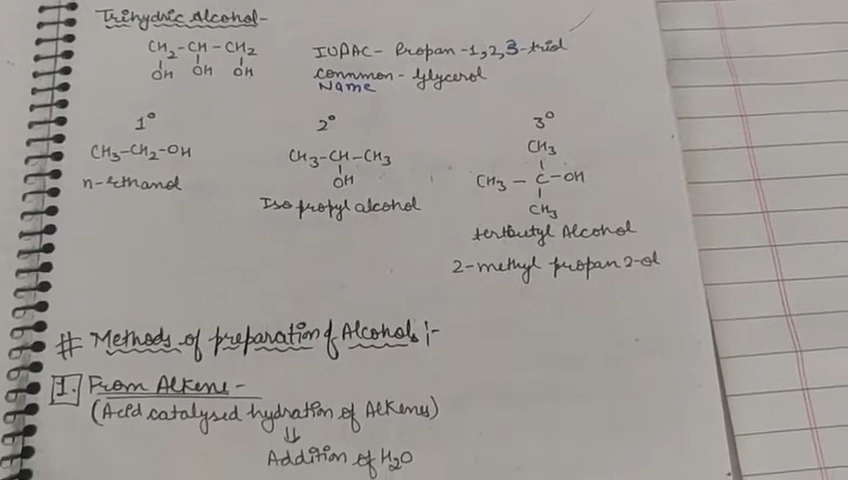 Trihydric Alcohol-
CH2-CH-CH2
OH OH OH
IUPAC- Propan-1,2,3-triol
Common- Glycerol
Name
1° 2° 3°
CH3
CH3-CH2-OH CH3-CH-CH3
OH
CH3-C-OH
CH3
n-ethanol
Isopropyl alcohol
tertbutyl Alcohol
2-methyl propan 2-ol
# Methods of preparation of Alcohols :-
1. From Alkene-
(Acid catalysed hydration of Alkenes)
⇓
Addition of H2O